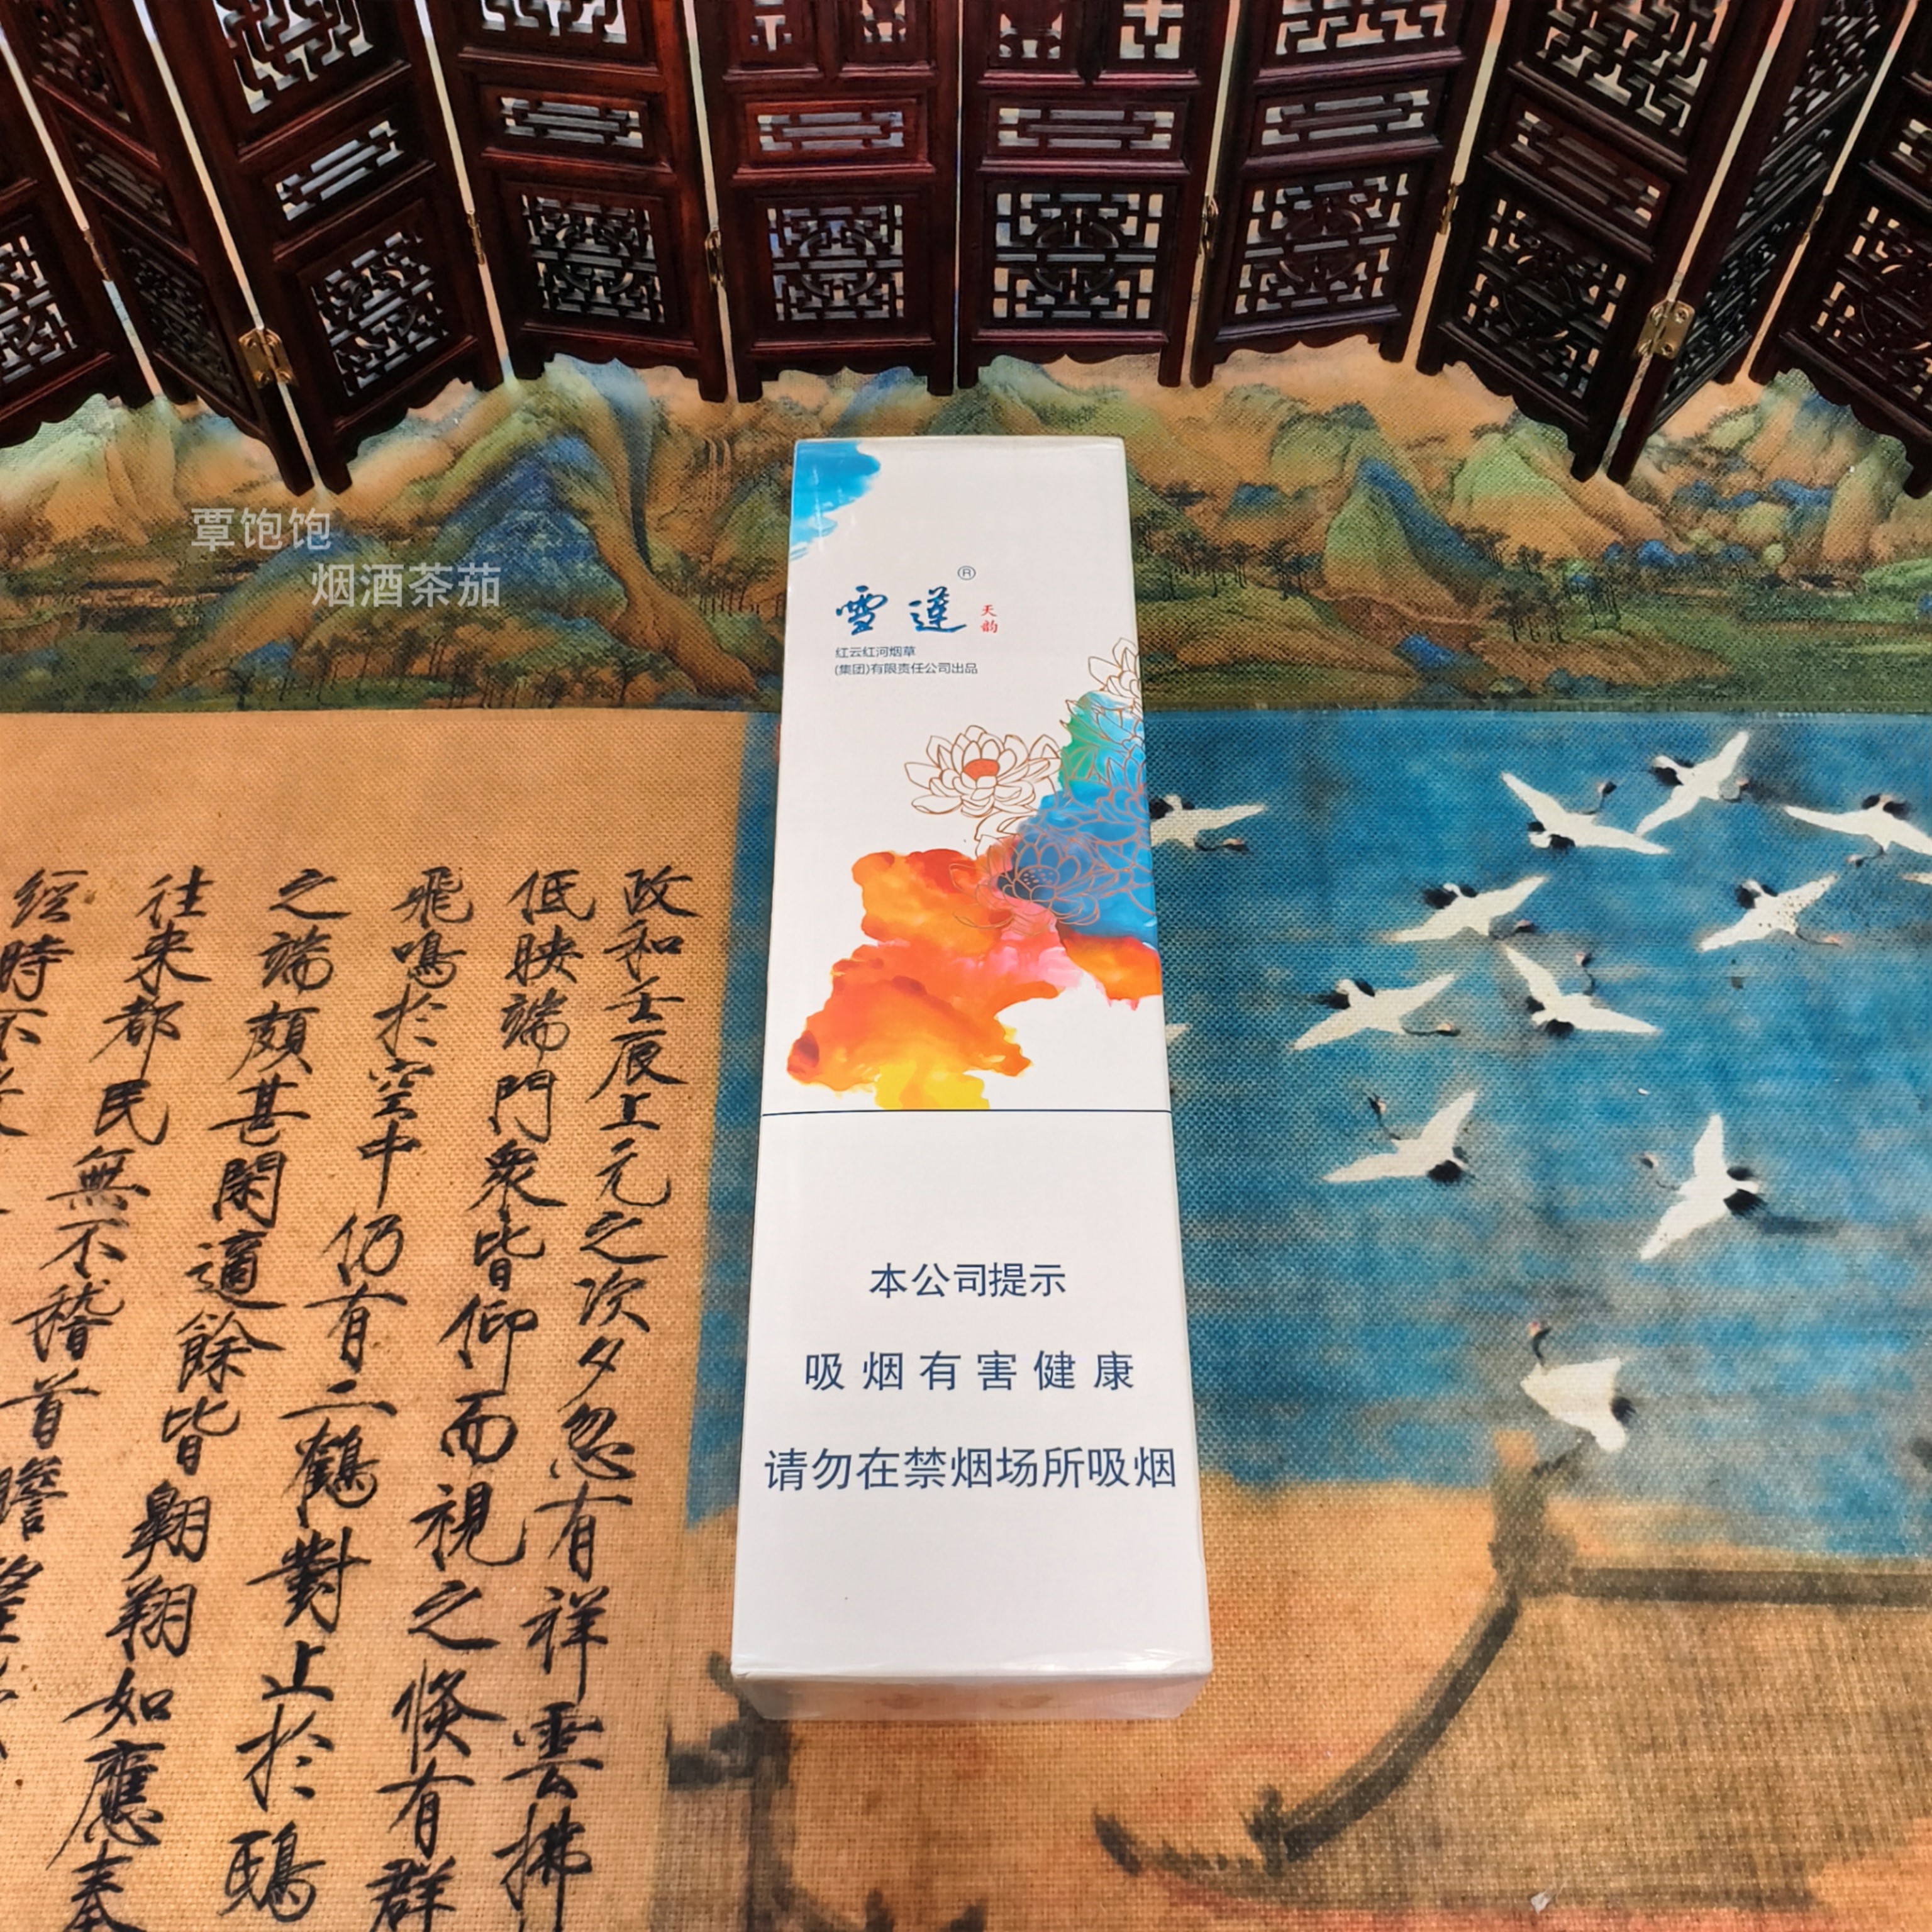 覃饱饱
烟酒茶茄
雪莲®
天韵
红云红河烟草
(集团)有限责任公司出品
本公司提示
吸烟有害健康
请勿在禁烟场所吸烟
政和壬辰上元之次夕忽有祥雲拂
低映端門衆皆仰而視之倏有群
飛鳴於空中仍有二鶴對止於鴟
之端頗甚閑適餘皆翱翔如應奏
往来都民無不稽首瞻望
經時不